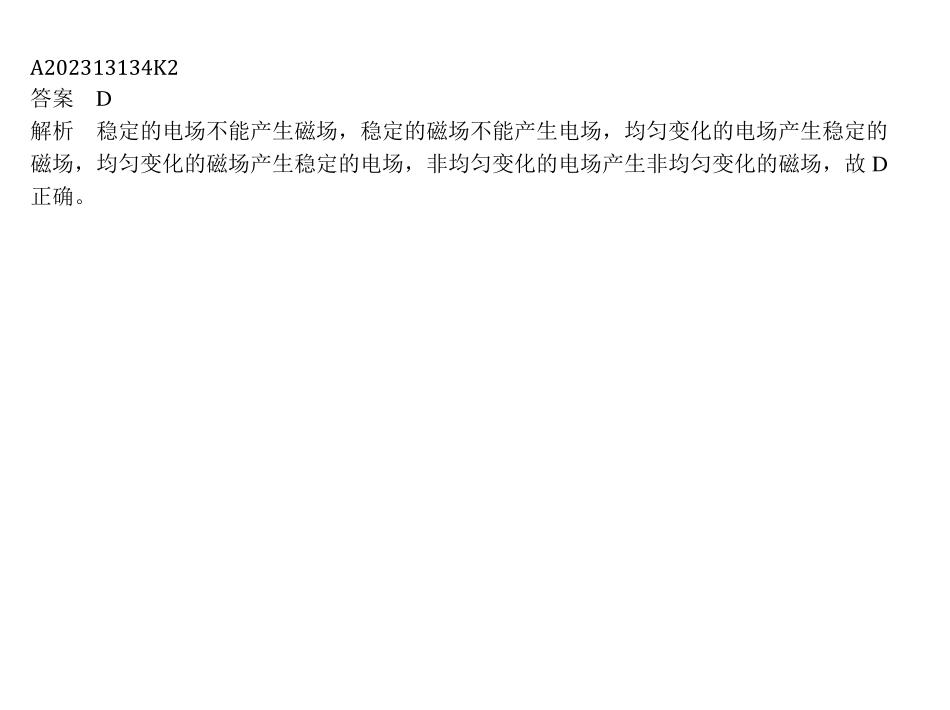 A202313134K2
答案　D
解析　稳定的电场不能产生磁场，稳定的磁场不能产生电场，均匀变化的电场产生稳定的
磁场，均匀变化的磁场产生稳定的电场，非均匀变化的电场产生非均匀变化的磁场，故 D
正确。